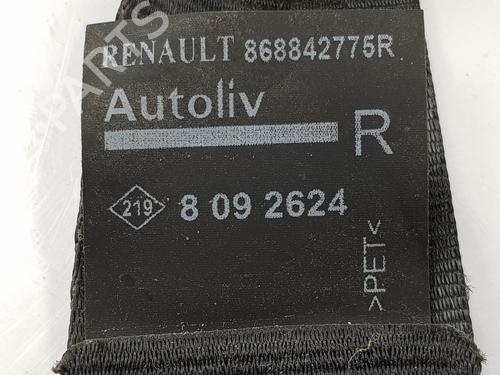 RENAULT 868842775R
Autoliv
R
219
8 09 2624
>PET<